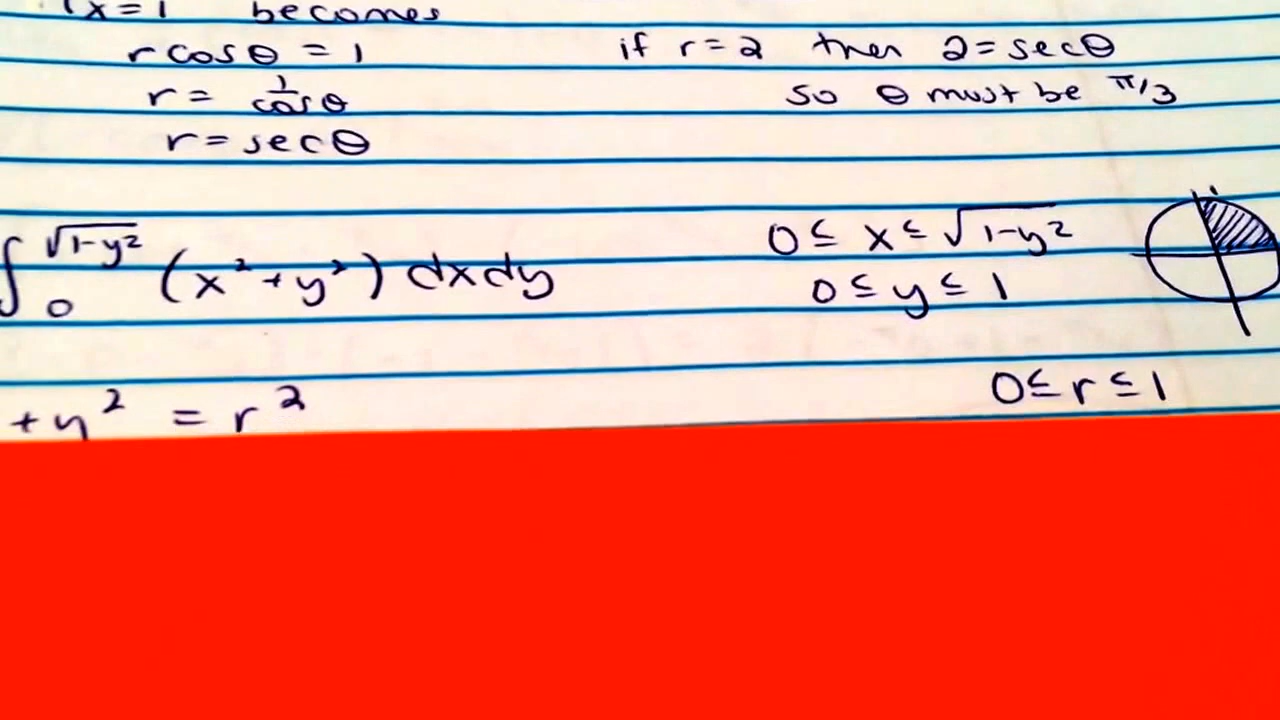 x = 1 becomes
r cos θ = 1 if r = 2 then 2 = sec θ
r = 1/cos θ so θ must be π/3
r = sec θ
∫₀^√(1-y²) (x² + y²) dx dy 0 ≤ x ≤ √(1-y²)
0 ≤ y ≤ 1
+ y² = r² 0 ≤ r ≤ 1